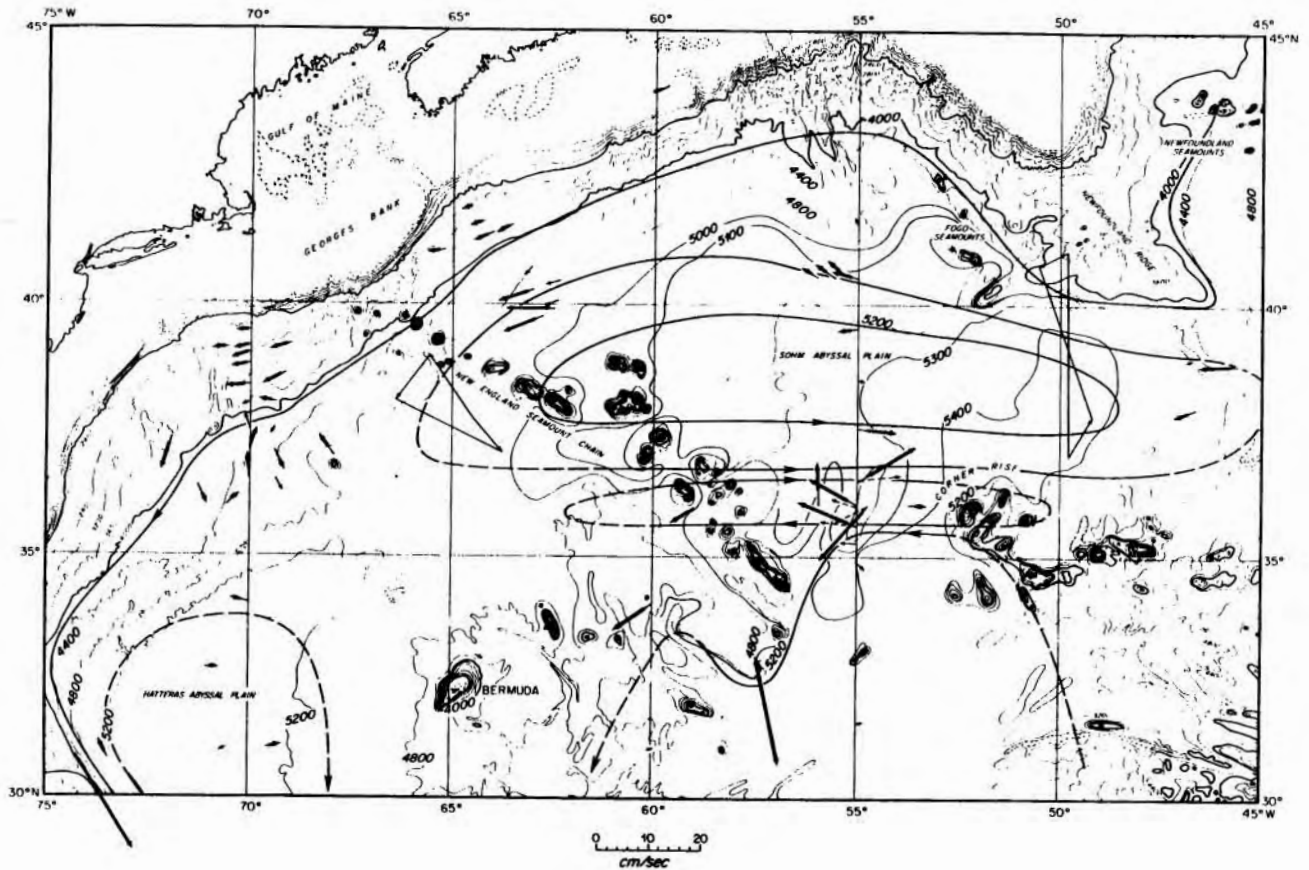 75° W
70°
65°
60°
55°
50°
45°
45°
45°N
GULF OF MAINE
GEORGES BANK
4000
4400
4800
5000
5100
FOGO SEAMOUNTS
NEWFOUNDLAND SEAMOUNTS
4000
4400
4800
NEWFOUNDLAND RIDGE
40°
40°
5200
SOHM ABYSSAL PLAIN
5300
5400
NEW ENGLAND SEAMOUNT CHAIN
CORNER RISE
5200
35°
35°
4400
4800
5200
HATTERAS ABYSSAL PLAIN
5200
4000
BERMUDA
4800
4800
5200
30°N
30°
75°
70°
65°
60°
55°
50°
45°W
0 10 20
cm/sec